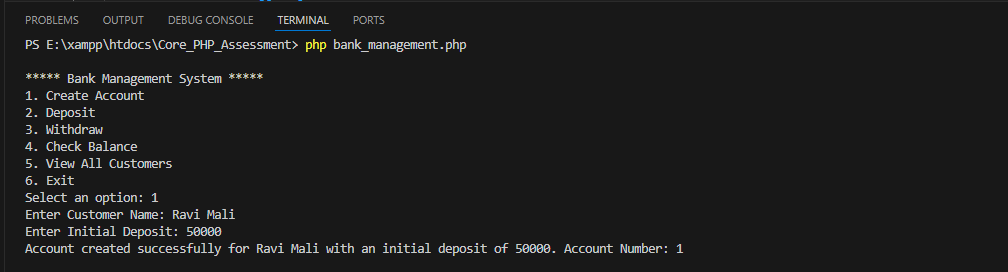 PROBLEMS OUTPUT DEBUG CONSOLE TERMINAL PORTS
PS E:\xampp\htdocs\Core_PHP_Assessment> php bank_management.php
***** Bank Management System *****
1. Create Account
2. Deposit
3. Withdraw
4. Check Balance
5. View All Customers
6. Exit
Select an option: 1
Enter Customer Name: Ravi Mali
Enter Initial Deposit: 50000
Account created successfully for Ravi Mali with an initial deposit of 50000. Account Number: 1